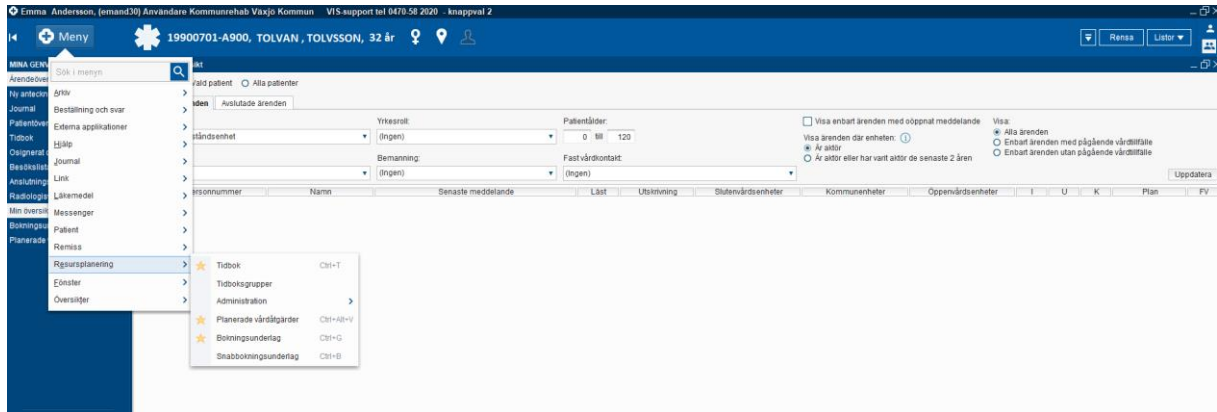 Emma Andersson, (emand30) Användare Kommunrehab Växjö Kommun VIS-support tel 0470-58 2020 - knappval 2
Meny 19900701-A900, TOLVAN , TOLVSSON, 32 år Rensa Listor
MINA GENV
Sök i menyn
Ärendeöver
Ny anteckn
Journal
Patientöver
Tidbok
Osignerat o
Besökslist
Anslutning
Radiologis
Min översik
Bokningsu
Planerade
Arkiv
Beställning och svar
Externa applikationer
Hjälp
Journal
Link
Läkemedel
Messenger
Patient
Remiss
Resursplanering
Fönster
Översikter
Tidbok Ctrl+T
Tidboksgrupper
Administration
Planerade vårdåtgärder Ctrl+Alt+V
Bokningsunderlag Ctrl+G
Snabbokningsunderlag Ctrl+B
ikt
Vald patient Alla patienter
nden Avslutade ärenden
Yrkesroll: Patientålder:
ståndsenhet (Ingen) 0 till 120
Bemanning: Fast vårdkontakt:
(Ingen) (Ingen)
Visa enbart ärenden med oöppnat meddelande
Visa ärenden där enheten:
Är aktör
Är aktör eller har varit aktör de senaste 2 åren
Visa:
Alla ärenden
Enbart ärenden med pågående vårdtillfälle
Enbart ärenden utan pågående vårdtillfälle
Uppdatera
ersonnummer Namn Senaste meddelande Läst Utskrivning Slutenvårdsenheter Kommunenheter Öppenvårdsenheter I U K Plan FV